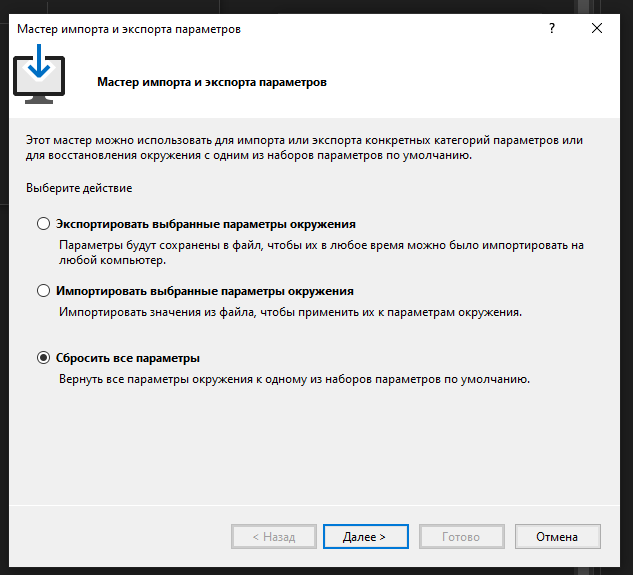 Мастер импорта и экспорта параметров
?
Мастер импорта и экспорта параметров
Этот мастер можно использовать для импорта или экспорта конкретных категорий параметров или
для восстановления окружения с одним из наборов параметров по умолчанию.
Выберите действие
Экспортировать выбранные параметры окружения
Параметры будут сохранены в файл, чтобы их в любое время можно было импортировать на
любой компьютер.
Импортировать выбранные параметры окружения
Импортировать значения из файла, чтобы применить их к параметрам окружения.
Сбросить все параметры
Вернуть все параметры окружения к одному из наборов параметров по умолчанию.
< Назад
Далее >
Готово
Отмена